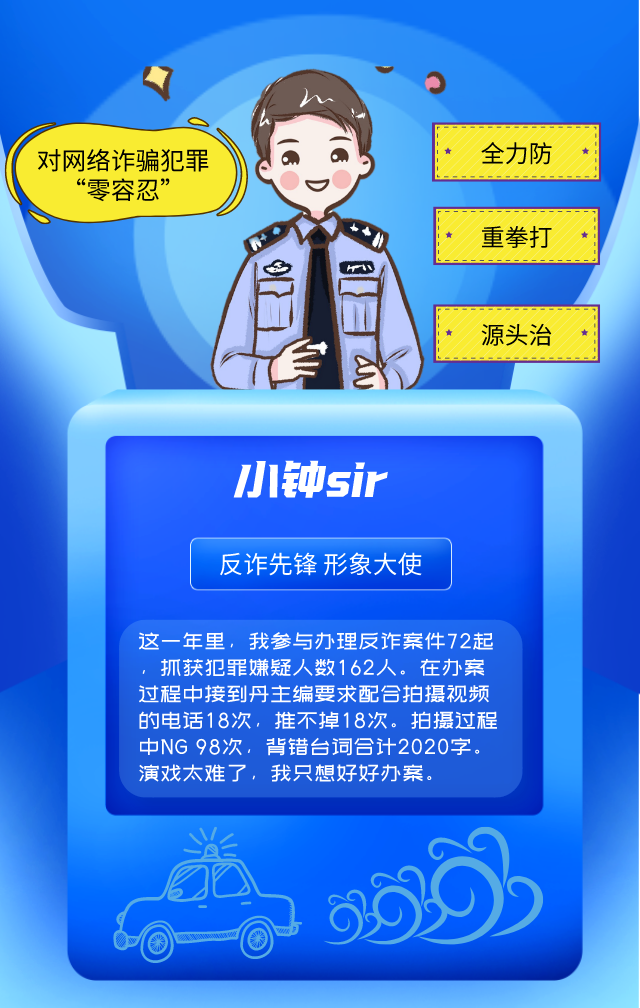 对网络诈骗犯罪
“零容忍”
全力防
重拳打
源头治
小钟sir
反诈先锋 形象大使
这一年里，我参与办理反诈案件72起
，抓获犯罪嫌疑人数162人。在办案
过程中接到丹主编要求配合拍摄视频
的电话18次，推不掉18次。拍摄过程
中NG 98次，背错台词合计2020字。
演戏太难了，我只想好好办案。